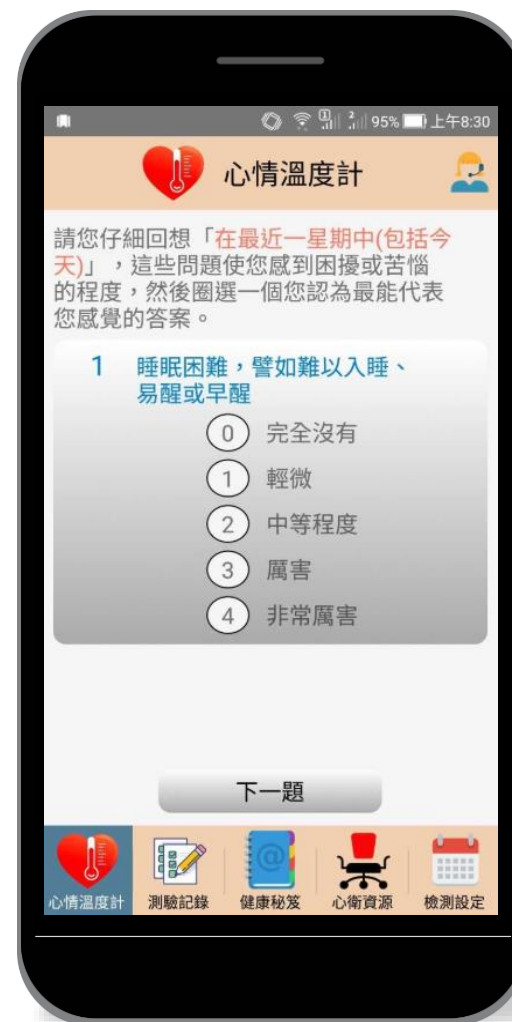 95% 上午8:30
心情溫度計
請您仔細回想「在最近一星期中(包括今
天)」，這些問題使您感到困擾或苦惱
的程度，然後圈選一個您認為最能代表
您感覺的答案。
1 睡眠困難，譬如難以入睡、
易醒或早醒
0 完全沒有
1 輕微
2 中等程度
3 厲害
4 非常厲害
下一題
心情溫度計 測驗記錄 健康秘笈 心衛資源 檢測設定